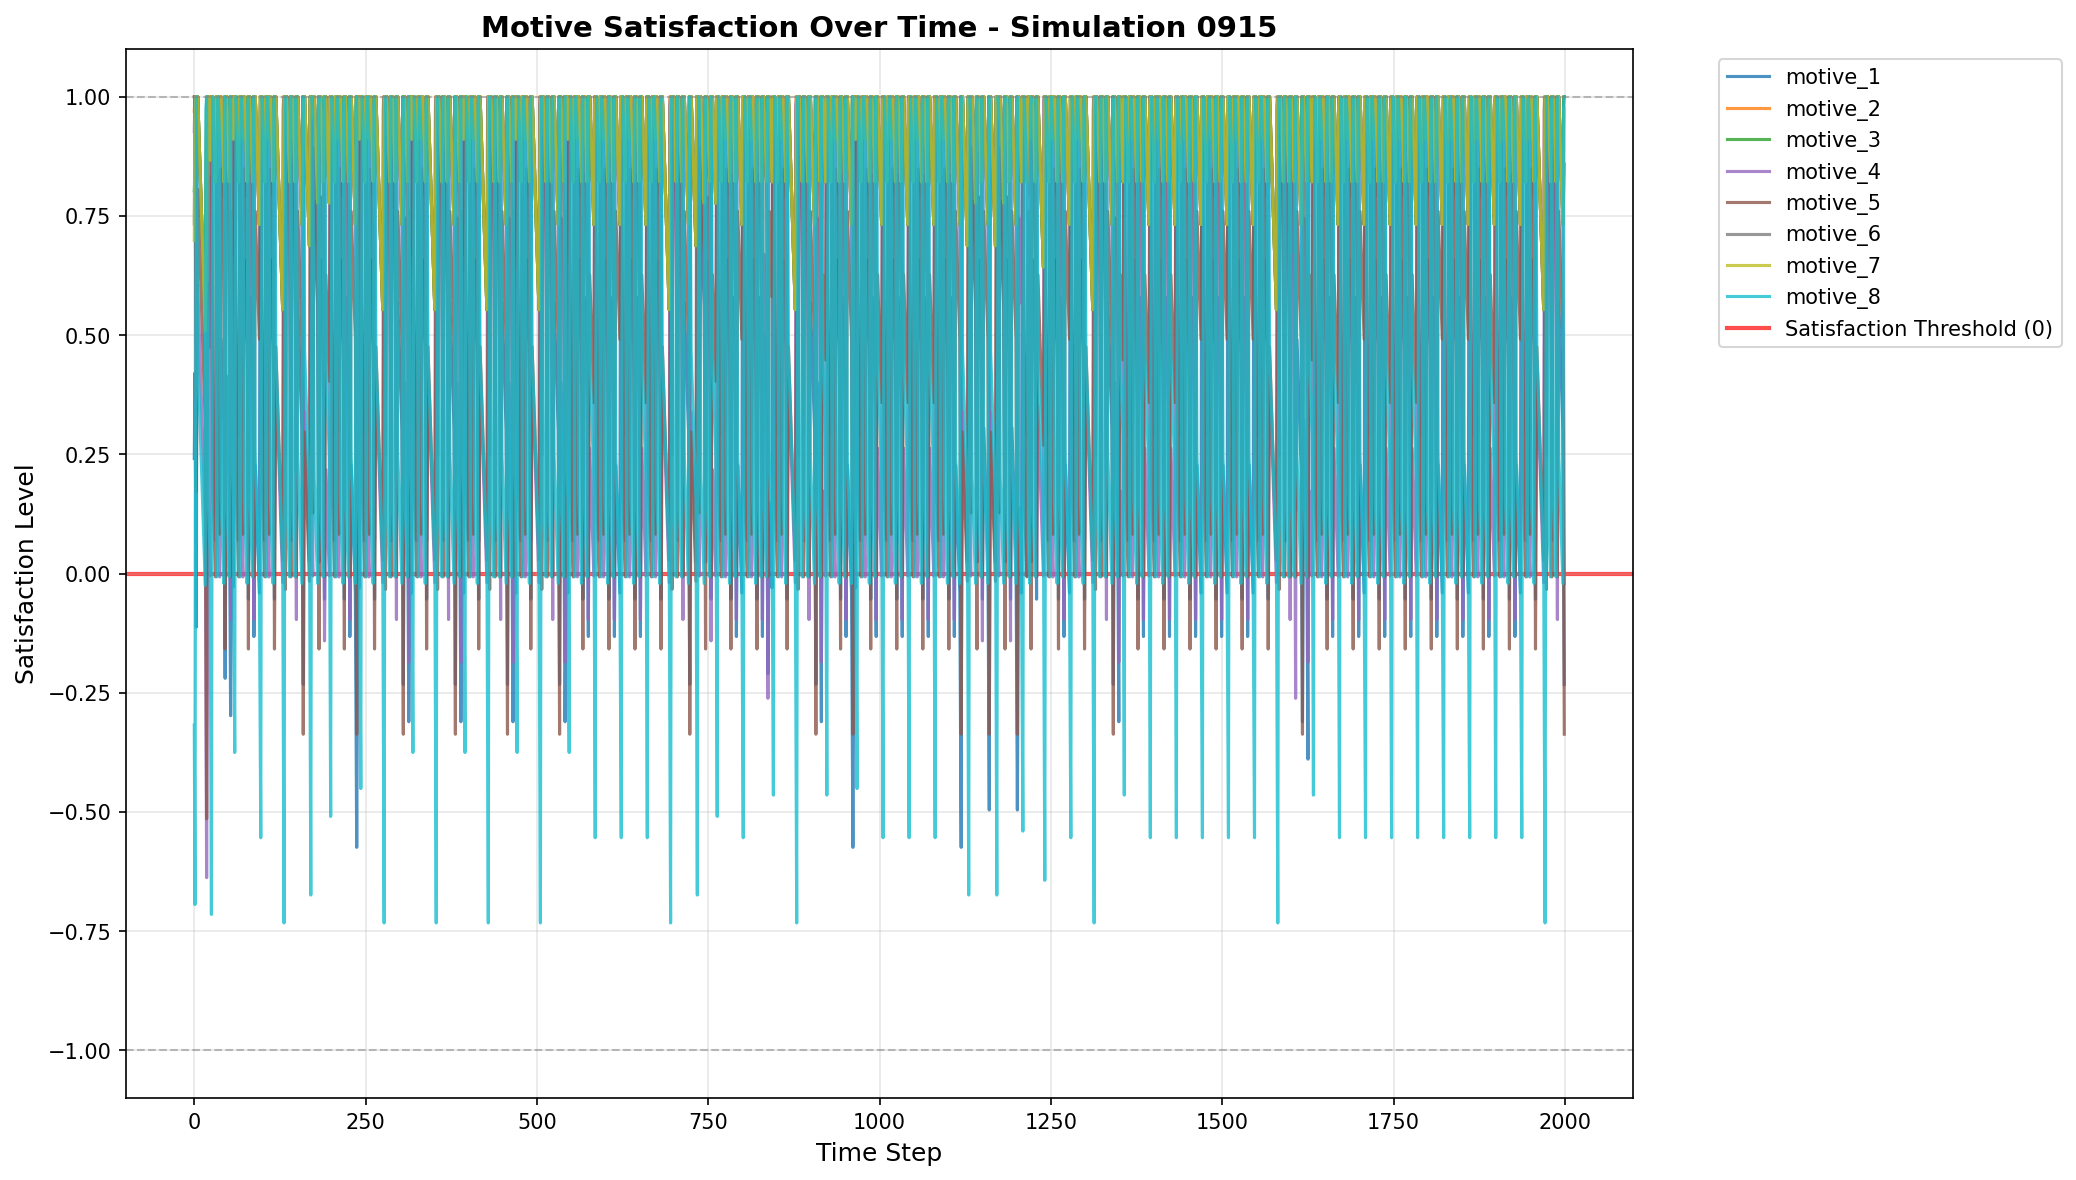 Motive Satisfaction Over Time - Simulation 0915
1.00
0.75
0.50
0.25
0.00
−0.25
−0.50
−0.75
−1.00
Satisfaction Level
0
250
500
750
1000
1250
1500
1750
2000
Time Step
motive_1
motive_2
motive_3
motive_4
motive_5
motive_6
motive_7
motive_8
Satisfaction Threshold (0)